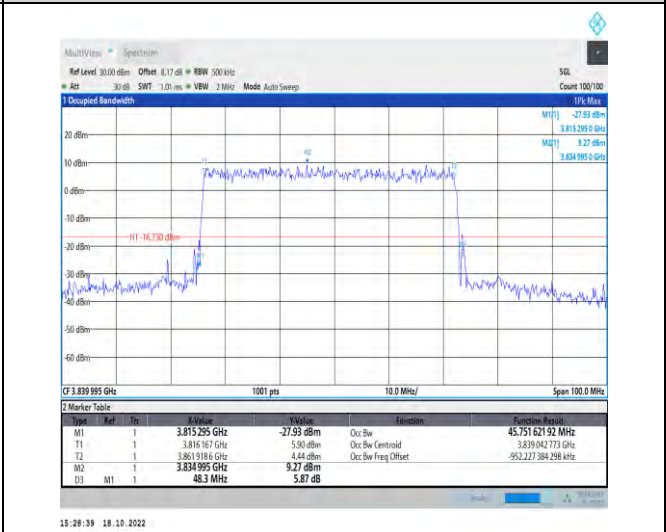 MultiView Spectrum
Ref Level 30.00 dBm Offset 8.17 dB RBW 500 kHz SGL
Att 30 dB SWT 1.01 ms VBW 2 MHz Mode Auto Sweep Count 100/100
1 Occupied Bandwidth 1Pk Max
M1[1] -27.93 dBm
3.815 295 0 GHz
M2[1] 9.27 dBm
3.834 995 0 GHz
20 dBm
M2
T1
T2
10 dBm
0 dBm
-10 dBm
H1 -16.730 dBm
-20 dBm
M1
-30 dBm
-40 dBm
-50 dBm
-60 dBm
CF 3.839 995 GHz 1001 pts 10.0 MHz/ Span 100.0 MHz
2 Marker Table
Type Ref Trc X-Value Y-Value Function Function Result
M1 1 3.815 295 GHz -27.93 dBm Occ Bw 45.751 621 92 MHz
T1 1 3.816 167 GHz 5.90 dBm Occ Bw Centroid 3.839 042 773 GHz
T2 1 3.861 918 6 GHz 4.44 dBm Occ Bw Freq Offset -952.227 384 298 kHz
M2 1 3.834 995 GHz 9.27 dBm
D3 M1 1 48.3 MHz 5.87 dB
15:28:39 18.10.2022